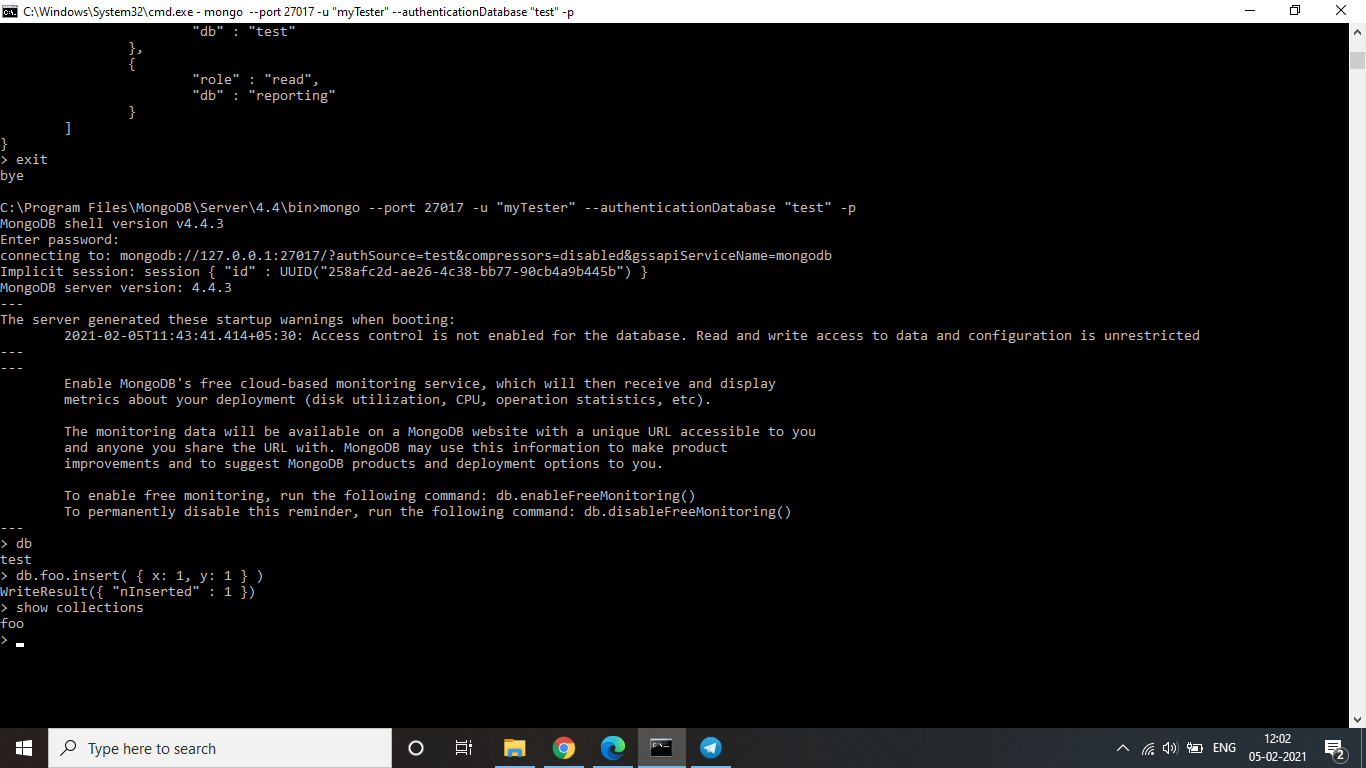 C:\Windows\System32\cmd.exe - mongo  --port 27017 -u "myTester" --authenticationDatabase "test" -p
"db" : "test"
},
{
"role" : "read",
"db" : "reporting"
}
]
}
> exit
bye
C:\Program Files\MongoDB\Server\4.4\bin>mongo --port 27017 -u "myTester" --authenticationDatabase "test" -p
MongoDB shell version v4.4.3
Enter password:
connecting to: mongodb://127.0.0.1:27017/?authSource=test&compressors=disabled&gssapiServiceName=mongodb
Implicit session: session { "id" : UUID("258afc2d-ae26-4c38-bb77-90cb4a9b445b") }
MongoDB server version: 4.4.3
---
The server generated these startup warnings when booting:
2021-02-05T11:43:41.414+05:30: Access control is not enabled for the database. Read and write access to data and configuration is unrestricted
---
---
Enable MongoDB's free cloud-based monitoring service, which will then receive and display
metrics about your deployment (disk utilization, CPU, operation statistics, etc).
The monitoring data will be available on a MongoDB website with a unique URL accessible to you
and anyone you share the URL with. MongoDB may use this information to make product
improvements and to suggest MongoDB products and deployment options to you.
To enable free monitoring, run the following command: db.enableFreeMonitoring()
To permanently disable this reminder, run the following command: db.disableFreeMonitoring()
---
> db
test
> db.foo.insert( { x: 1, y: 1 } )
WriteResult({ "nInserted" : 1 })
> show collections
foo
>
Type here to search
ENG
12:02
05-02-2021
2